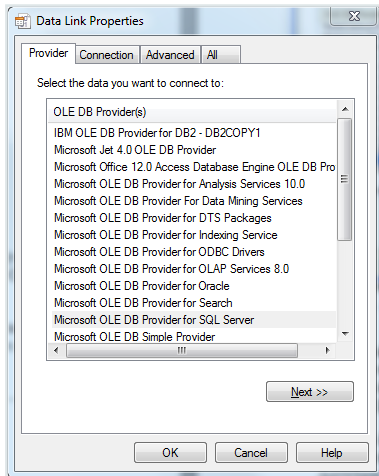 Data Link Properties
Provider Connection Advanced All
Select the data you want to connect to:
OLE DB Provider(s)
IBM OLE DB Provider for DB2 - DB2COPY1
Microsoft Jet 4.0 OLE DB Provider
Microsoft Office 12.0 Access Database Engine OLE DB Pro
Microsoft OLE DB Provider for Analysis Services 10.0
Microsoft OLE DB Provider For Data Mining Services
Microsoft OLE DB Provider for DTS Packages
Microsoft OLE DB Provider for Indexing Service
Microsoft OLE DB Provider for ODBC Drivers
Microsoft OLE DB Provider for OLAP Services 8.0
Microsoft OLE DB Provider for Oracle
Microsoft OLE DB Provider for Search
Microsoft OLE DB Provider for SQL Server
Microsoft OLE DB Simple Provider
Next >>
OK Cancel Help